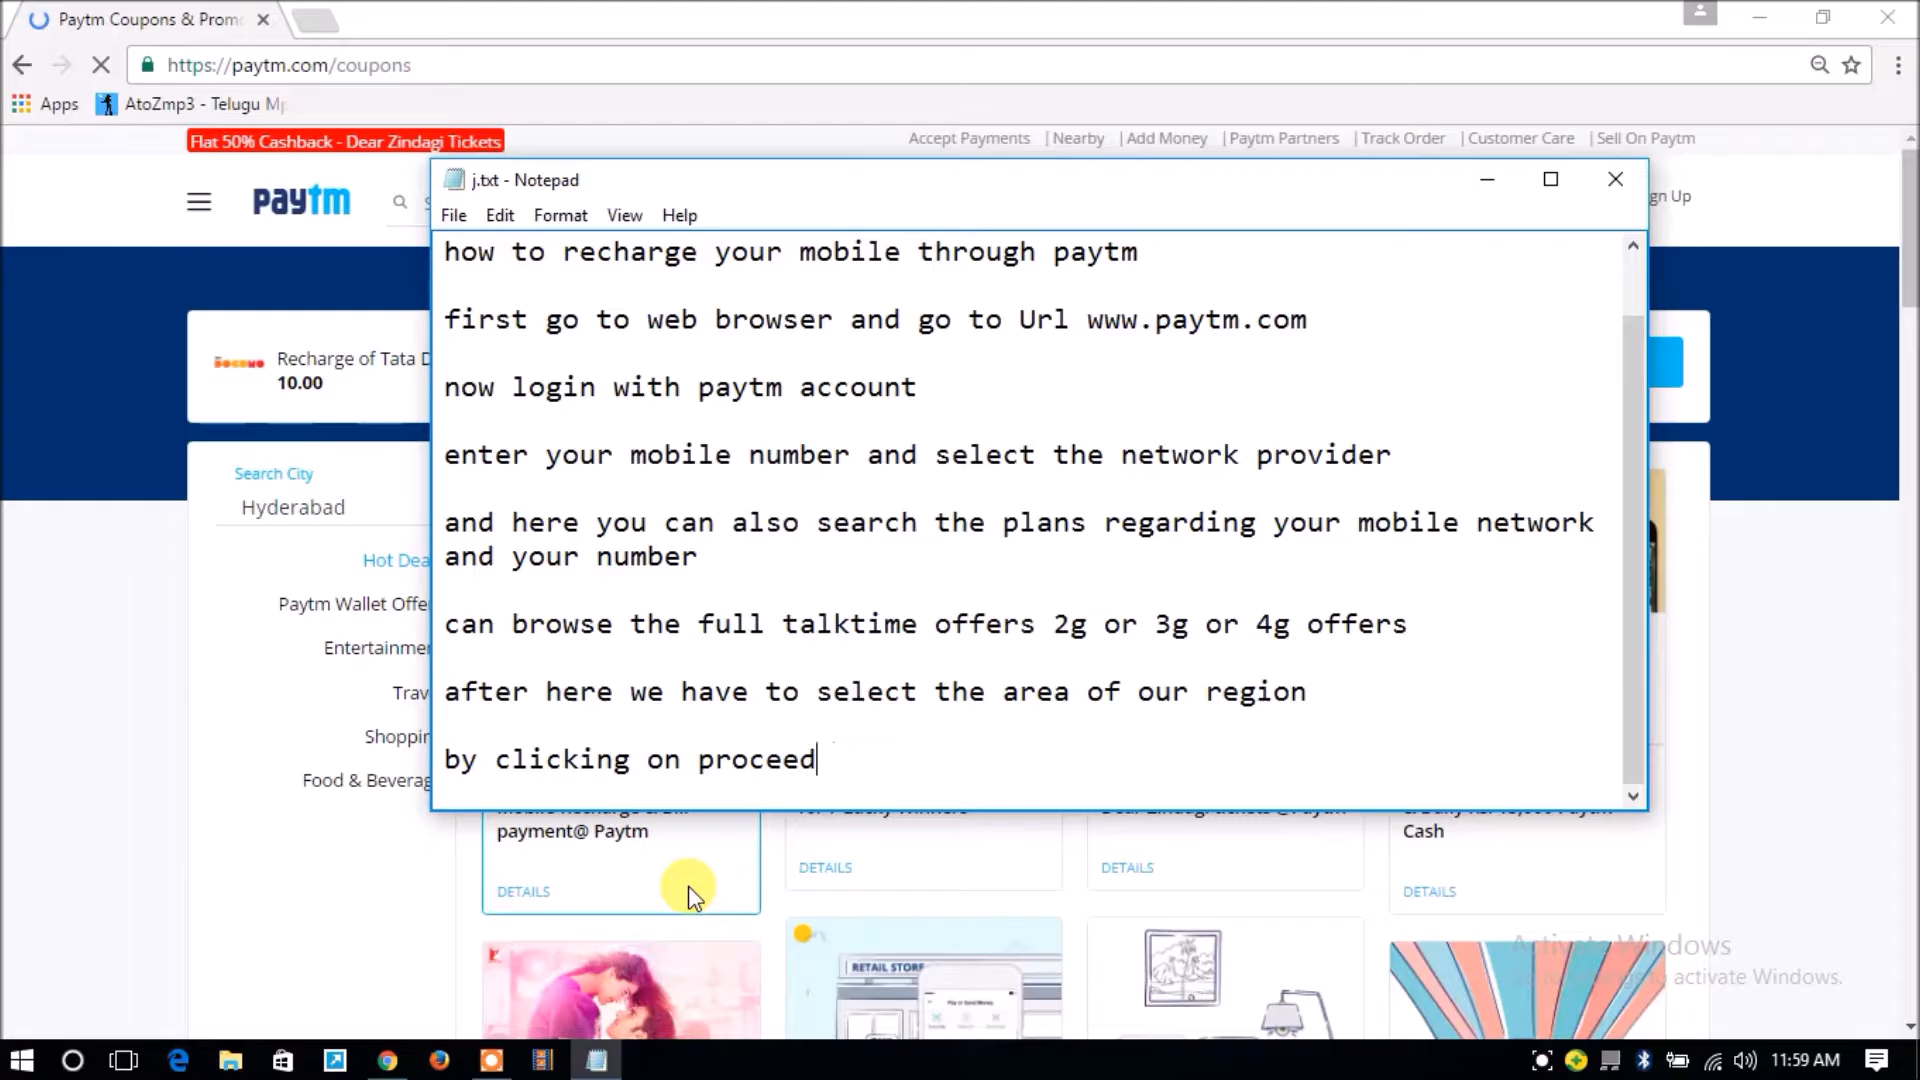 Paytm Coupons & Prom
https://paytm.com/coupons
Apps
AtoZmp3 - Telugu Mp
Flat 50% Cashback - Dear Zindagi Tickets
Accept Payments | Nearby | Add Money | Paytm Partners | Track Order | Customer Care | Sell On Paytm
paytm
gn Up
j.txt - Notepad
File Edit Format View Help
how to recharge your mobile through paytm
first go to web browser and go to Url www.paytm.com
now login with paytm account
enter your mobile number and select the network provider
and here you can also search the plans regarding your mobile network
and your number
can browse the full talktime offers 2g or 3g or 4g offers
after here we have to select the area of our region
by clicking on proceed
Recharge of Tata D
10.00
Search City
Hyderabad
Hot Dea
Paytm Wallet Offe
Entertainme
Trav
Shoppin
Food & Beverag
payment@ Paytm
DETAILS
DETAILS
DETAILS
Cash
DETAILS
RETAIL STORE
Activate Windows
to activate Windows.
11:59 AM